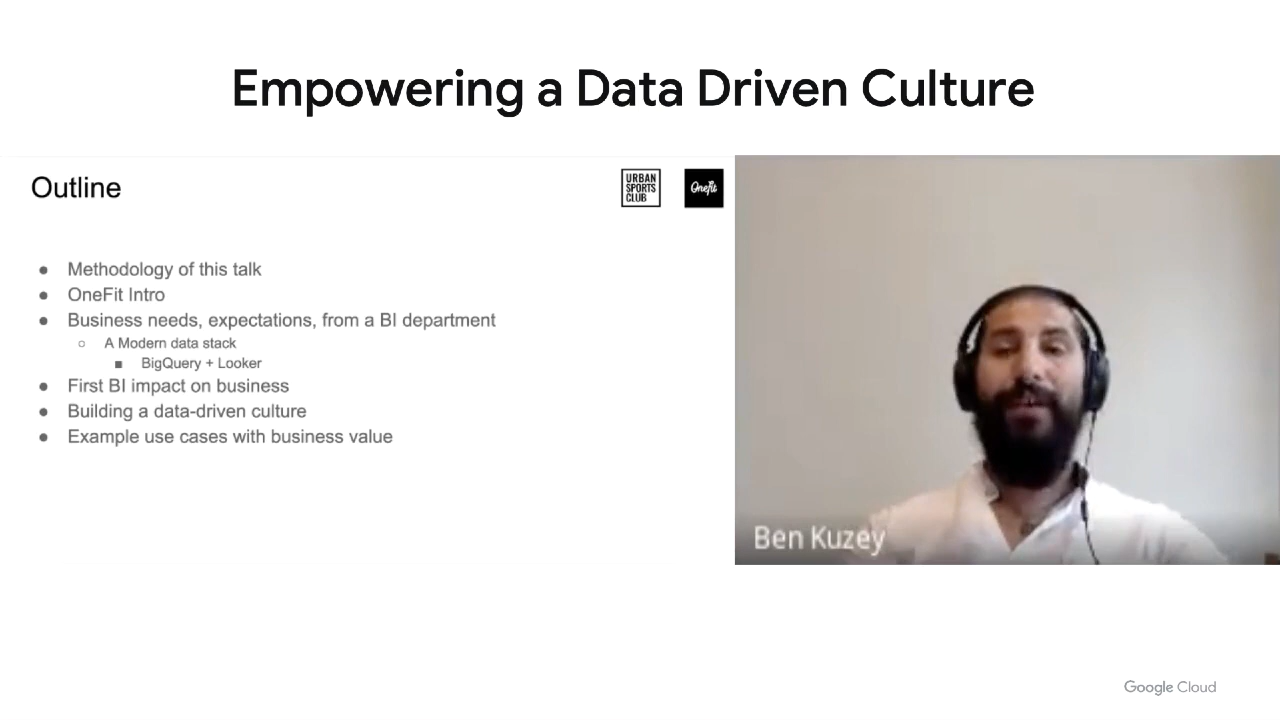 Empowering a Data Driven Culture
Outline
URBAN
SPORTS
CLUB
Onefit
Methodology of this talk
OneFit Intro
Business needs, expectations, from a BI department
A Modern data stack
BigQuery + Looker
First BI impact on business
Building a data-driven culture
Example use cases with business value
Ben Kuzey
Google Cloud